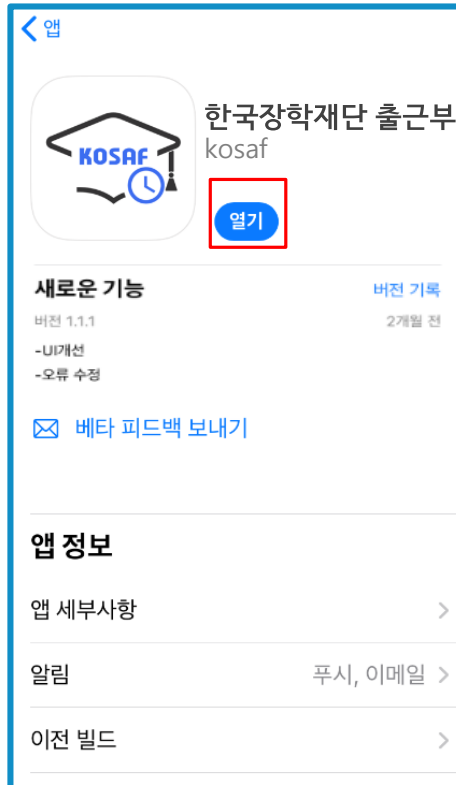 앱
KOSAF
한국장학재단 출근부
kosaf
열기
새로운 기능
버전 기록
버전 1.1.1
2개월 전
-UI개선
-오류 수정
베타 피드백 보내기
앱 정보
앱 세부사항
알림
푸시, 이메일
이전 빌드